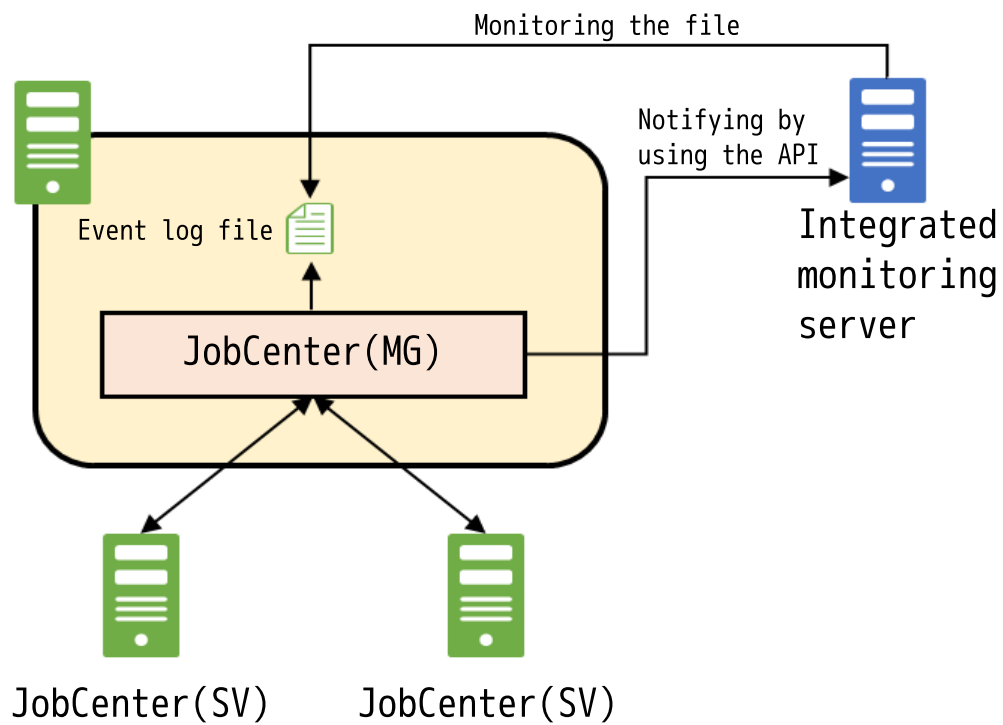 Monitoring the file
Notifying by
using the API
Integrated
monitoring
server
Event log file
JobCenter(MG)
JobCenter(SV)
JobCenter(SV)